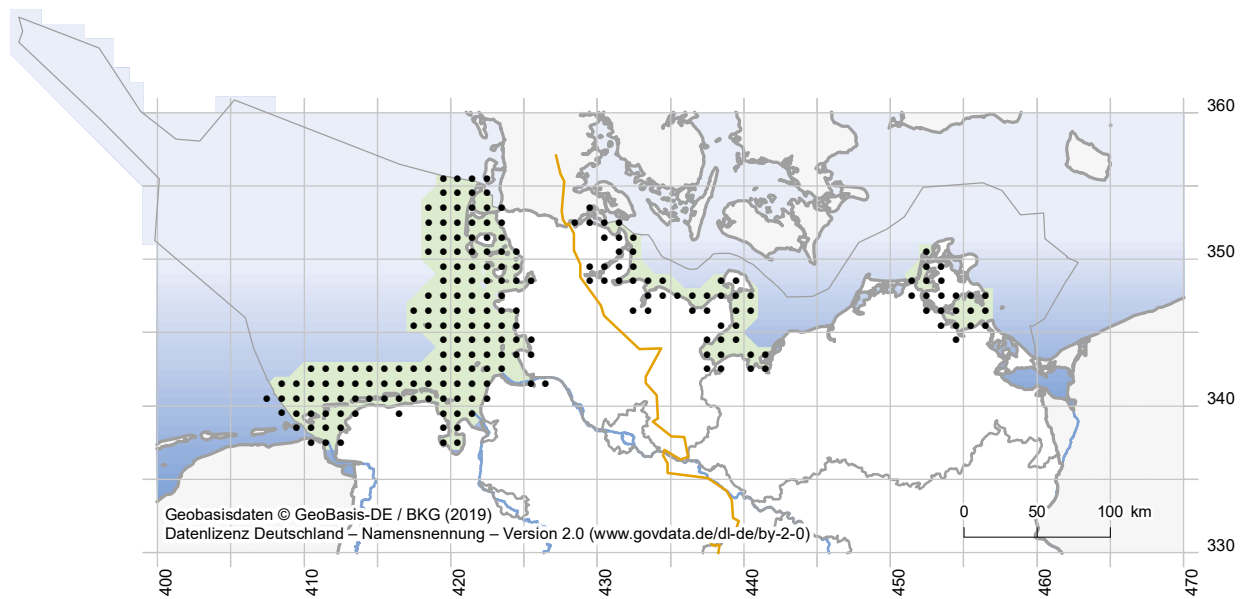 360
350
340
0 50 100 km
Geobasisdaten © GeoBasis-DE / BKG (2019)
Datenlizenz Deutschland – Namensnennung – Version 2.0 (www.govdata.de/dl-de/by-2-0)
330
400 410 420 430 440 450 460 470